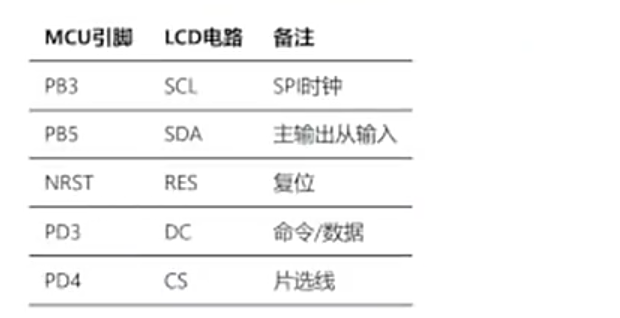 MCU引脚 LCD电路 备注
PB3 SCL SPI时钟
PB5 SDA 主输出从输入
NRST RES 复位
PD3 DC 命令/数据
PD4 CS 片选线